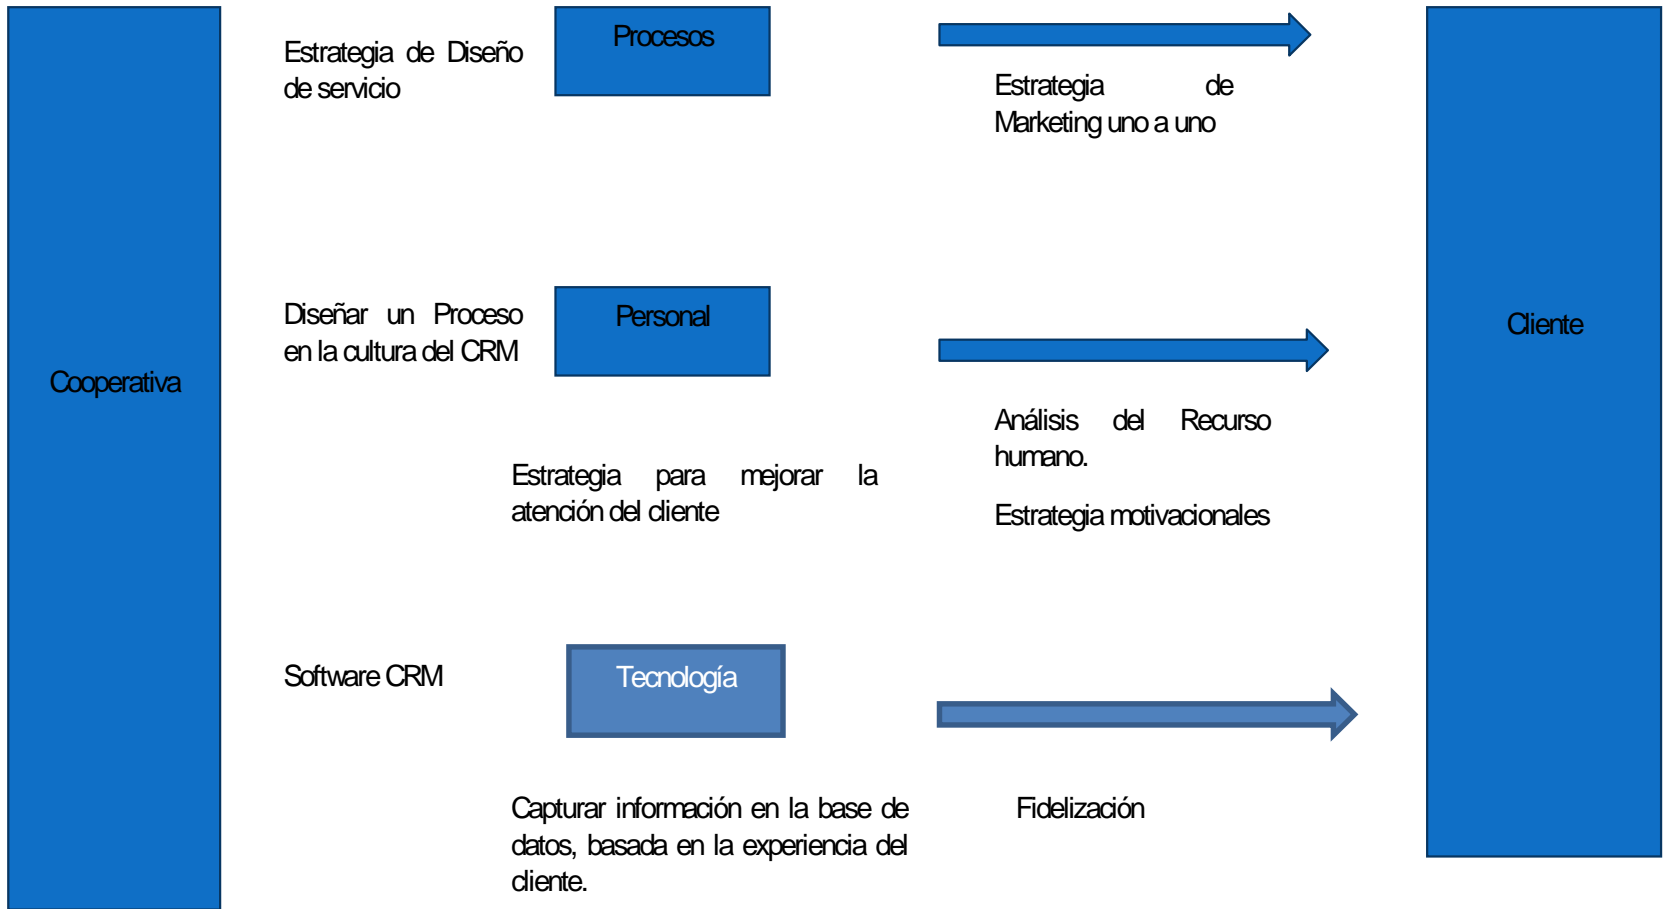 Cooperativa
Estrategia de Diseño
de servicio
Procesos
Estrategia de
Marketing uno a uno
Diseñar un Proceso
en la cultura del CRM
Personal
Estrategia para mejorar la
atención del cliente
Análisis del Recurso
humano.
Estrategia motivacionales
Software CRM
Tecnología
Capturar información en la base de
datos, basada en la experiencia del
cliente.
Fidelización
Cliente